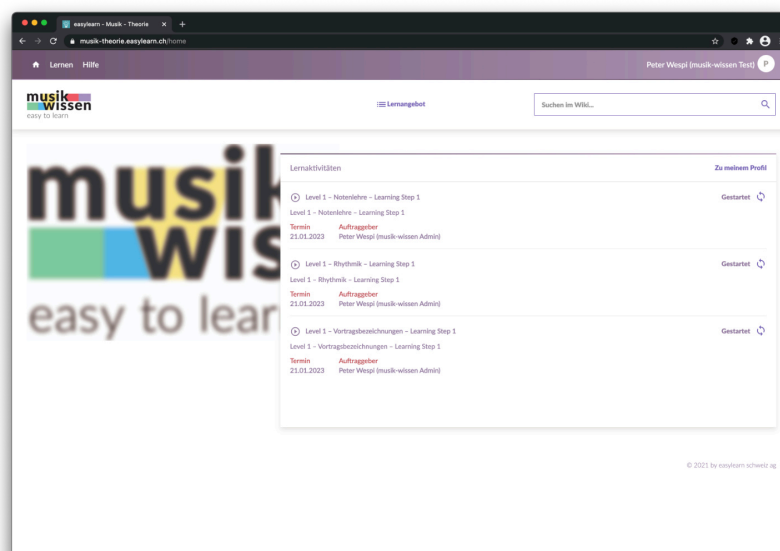 easylearn - Musik - Theorie
musik-theorie.easylearn.ch/home
Lernen Hilfe
Peter Wespi (musik-wissen Test) P
musik
wissen
easy to learn
Lernangebot
Suchen im Wiki...
musik
wis
easy to lear
Lernaktivitäten
Zu meinem Profil
Level 1 – Notenlehre – Learning Step 1
Gestartet
Level 1 – Notenlehre – Learning Step 1
Termin Auftraggeber
21.01.2023 Peter Wespi (musik-wissen Admin)
Level 1 – Rhythmik – Learning Step 1
Gestartet
Level 1 – Rhythmik – Learning Step 1
Termin Auftraggeber
21.01.2023 Peter Wespi (musik-wissen Admin)
Level 1 – Vortragsbezeichnungen – Learning Step 1
Gestartet
Level 1 – Vortragsbezeichnungen – Learning Step 1
Termin Auftraggeber
21.01.2023 Peter Wespi (musik-wissen Admin)
© 2021 by easylearn schweiz ag